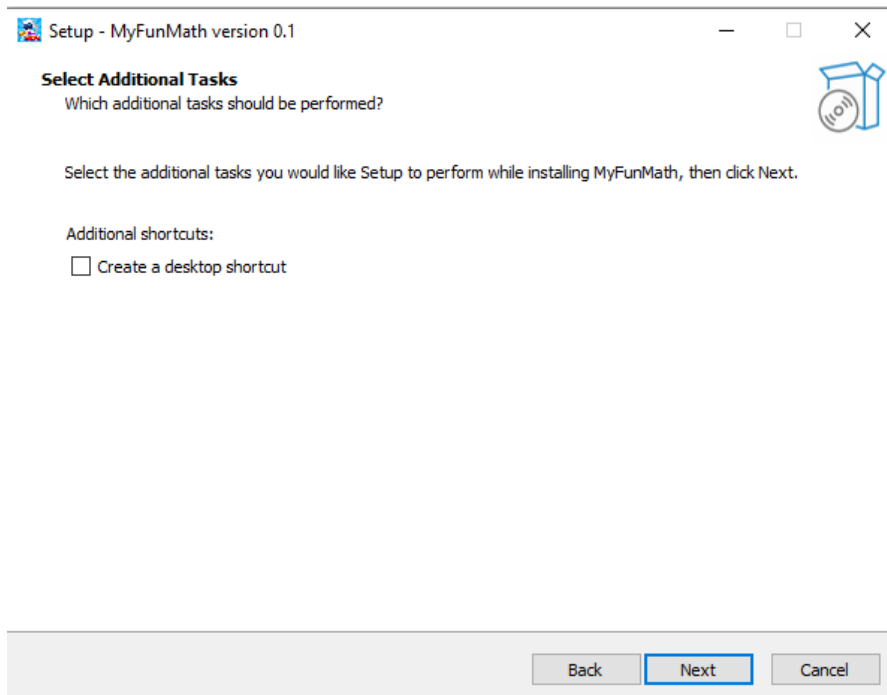 Setup - MyFunMath version 0.1
Select Additional Tasks
Which additional tasks should be performed?
Select the additional tasks you would like Setup to perform while installing MyFunMath, then click Next.
Additional shortcuts:
Create a desktop shortcut
Back Next Cancel